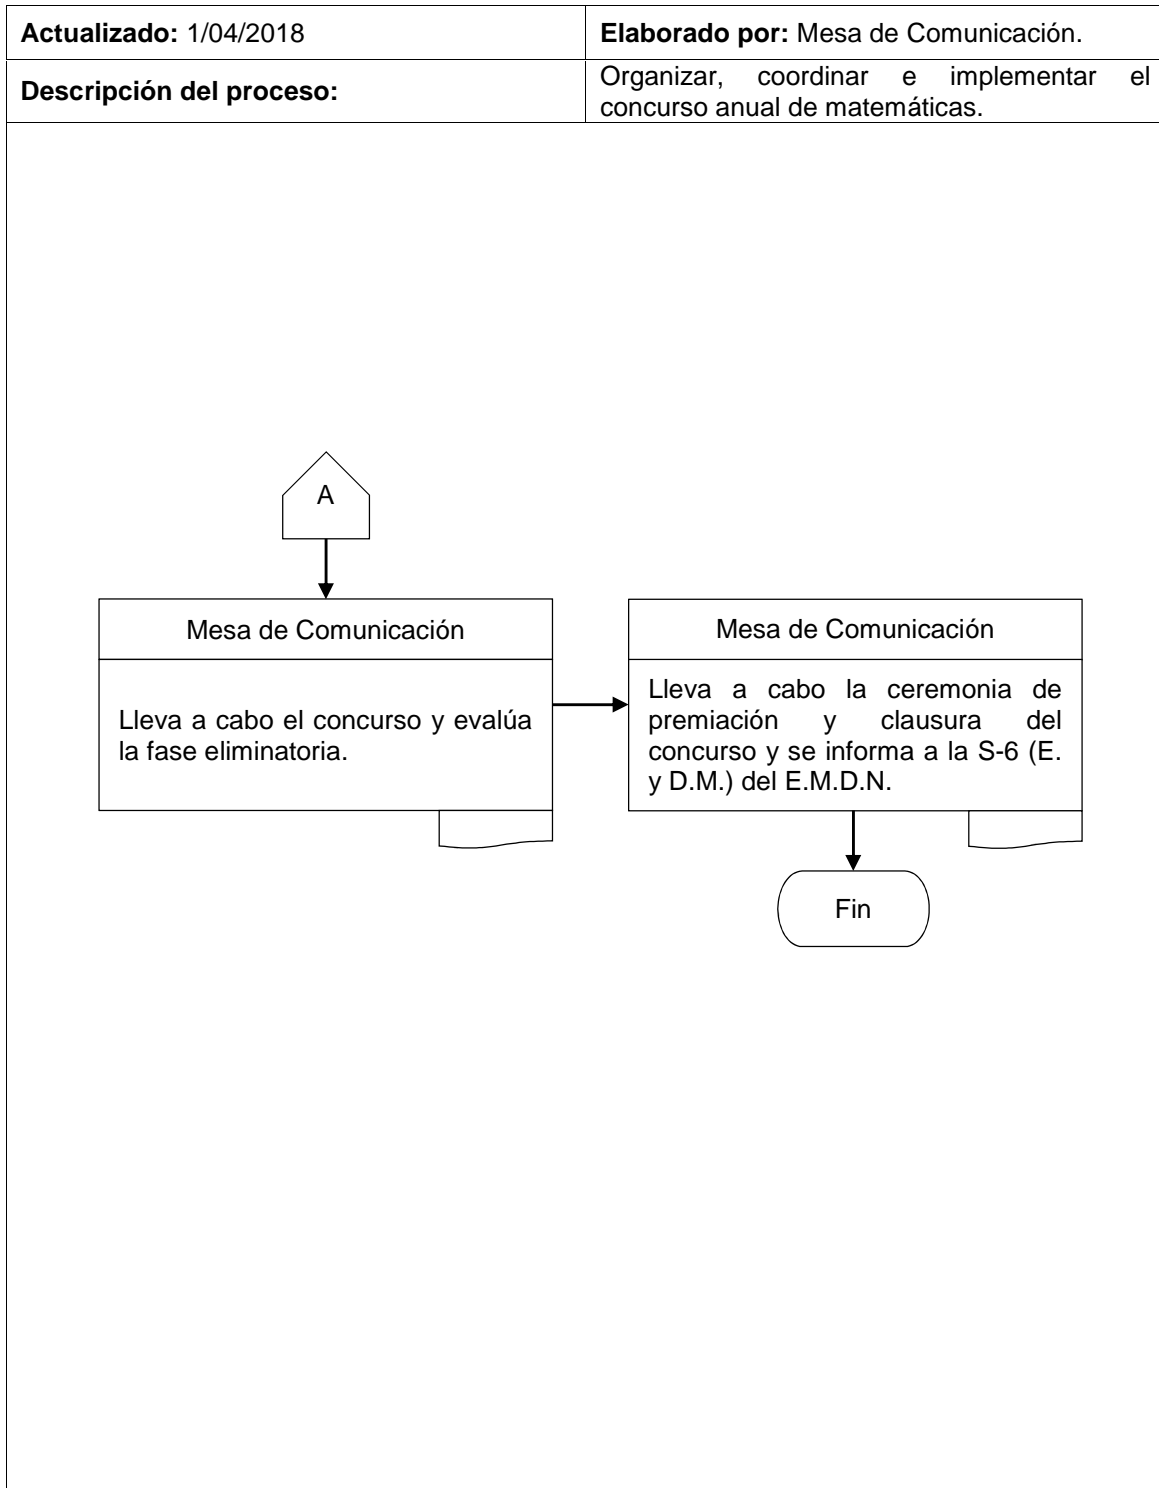 Actualizado: 1/04/2018
Elaborado por: Mesa de Comunicación.
Descripción del proceso:
Organizar, coordinar e implementar el
concurso anual de matemáticas.
A
Mesa de Comunicación
Lleva a cabo el concurso y evalúa
la fase eliminatoria.
Mesa de Comunicación
Lleva a cabo la ceremonia de
premiación y clausura del
concurso y se informa a la S-6 (E.
y D.M.) del E.M.D.N.
Fin